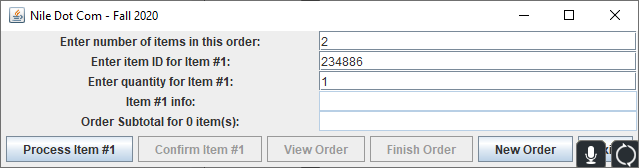 Nile Dot Com - Fall 2020
Enter number of items in this order: 2
Enter item ID for Item #1: 234886
Enter quantity for Item #1: 1
Item #1 info:
Order Subtotal for 0 item(s):
Process Item #1 Confirm Item #1 View Order Finish Order New Order